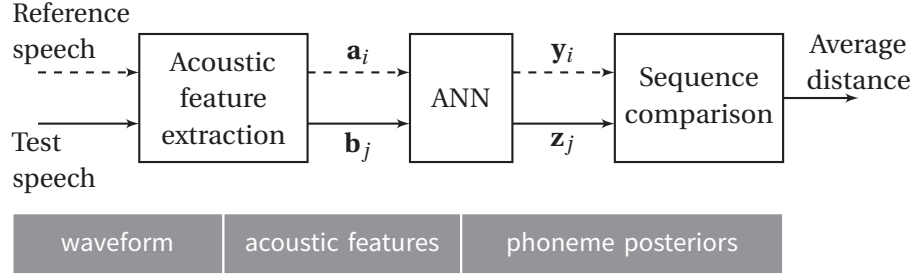 Reference
speech
Acoustic
feature
extraction
a_i
b_j
ANN
y_i
z_j
Sequence
comparison
Average
distance
Test
speech
waveform
acoustic features
phoneme posteriors